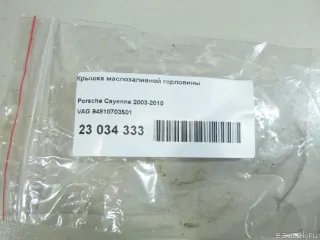 Крышка маслозаливной горловины
Porsche Cayenne 2003-2010
VAG 94810703501
23 034 333